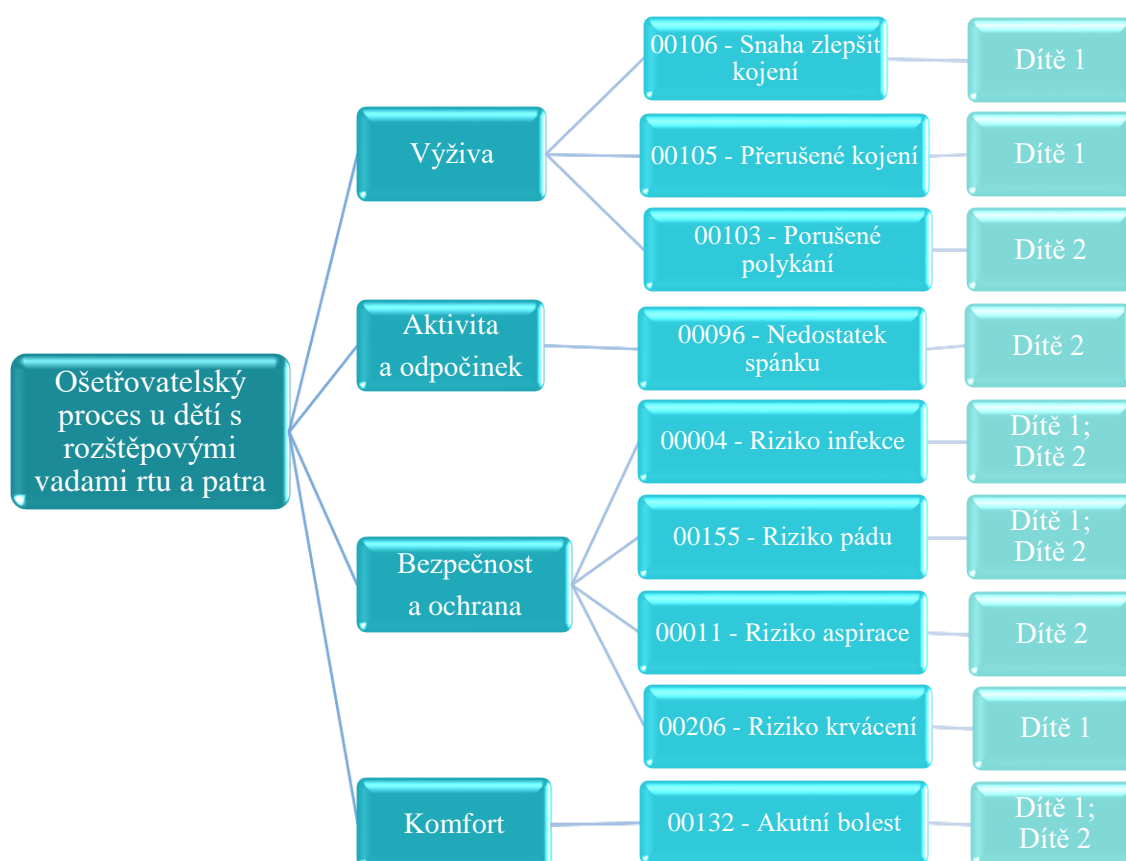 00106 - Snaha zlepšit
kojení
Dítě 1
Výživa
00105 - Přerušené kojení
Dítě 1
00103 - Porušené
polykání
Dítě 2
Aktivita
a odpočinek
00096 - Nedostatek
spánku
Dítě 2
Ošetřovatelský
proces u dětí s
rozštěpovými
vadami rtu a patra
00004 - Riziko infekce
Dítě 1;
Dítě 2
Bezpečnost
a ochrana
00155 - Riziko pádu
Dítě 1;
Dítě 2
00011 - Riziko aspirace
Dítě 2
00206 - Riziko krvácení
Dítě 1
Komfort
00132 - Akutní bolest
Dítě 1;
Dítě 2